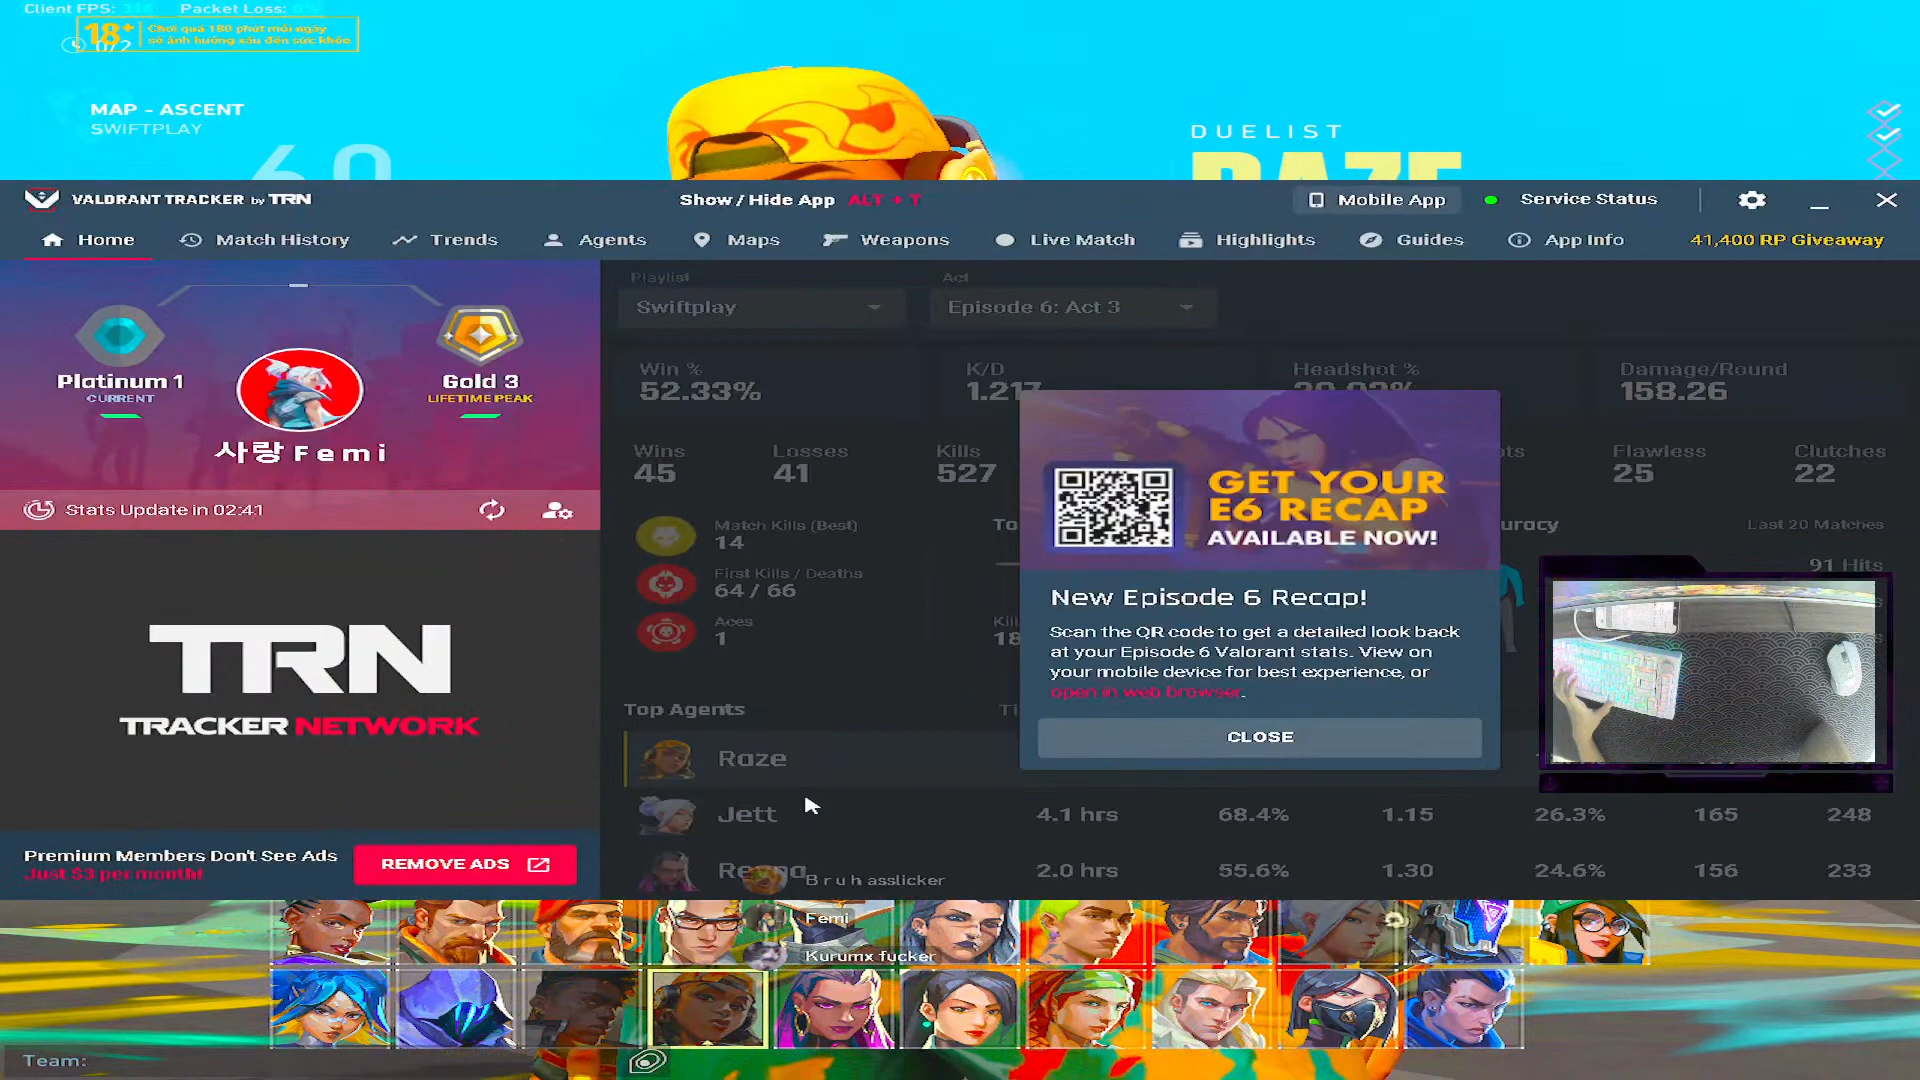 Client FPS:
Packet Loss:
18+
Chơi quá 180 phút mỗi ngày
sẽ ảnh hưởng xấu đến sức khỏe
0/2
MAP - ASCENT
SWIFTPLAY
60
DUELIST
RAZE
VALORANT TRACKER by TRN
Show / Hide App ALT + T
Mobile App
Service Status
Home
Match History
Trends
Agents
Maps
Weapons
Live Match
Highlights
Guides
App Info
41,400 RP Giveaway
Platinum 1
CURRENT
Gold 3
LIFETIME PEAK
사랑 F e m i
Stats Update in 02:41
TRN
TRACKER NETWORK
Premium Members Don't See Ads
Just $3 per month!
REMOVE ADS
Playlist
Swiftplay
Act
Episode 6: Act 3
Win %
52.33%
K/D
1.217
Headshot %
Damage/Round
158.26
Wins
45
Losses
41
Kills
527
Flawless
25
Clutches
22
Match Kills (Best)
14
First Kills / Deaths
64 / 66
Aces
1
Last 20 Matches
91 Hits
GET YOUR
E6 RECAP
AVAILABLE NOW!
New Episode 6 Recap!
Scan the QR code to get a detailed look back
at your Episode 6 Valorant stats. View on
your mobile device for best experience, or
open in web browser.
CLOSE
Top Agents
Raze
Jett 4.1 hrs 68.4% 1.15 26.3% 165 248
2.0 hrs 55.6% 1.30 24.6% 156 233
B r u h asslicker
Femi
Kurumx fucker
Team: